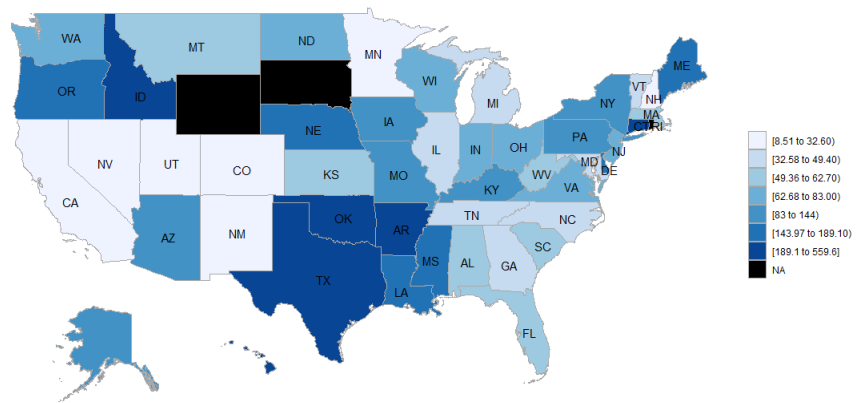 WA
MT
ND
MN
ME
OR
ID
WI
MI
VT
NH
NY
MA
CT RI
NE
IA
PA
NJ
NV
UT
CO
KS
MO
IL
IN
OH
WV
MD
DE
VA
KY
CA
AZ
NM
OK
AR
TN
NC
SC
TX
LA
MS
AL
GA
FL
[8.51 to 32.60)
[32.58 to 49.40)
[49.36 to 62.70)
[62.68 to 83.00)
[83 to 144)
[143.97 to 189.10)
[189.1 to 559.6]
NA